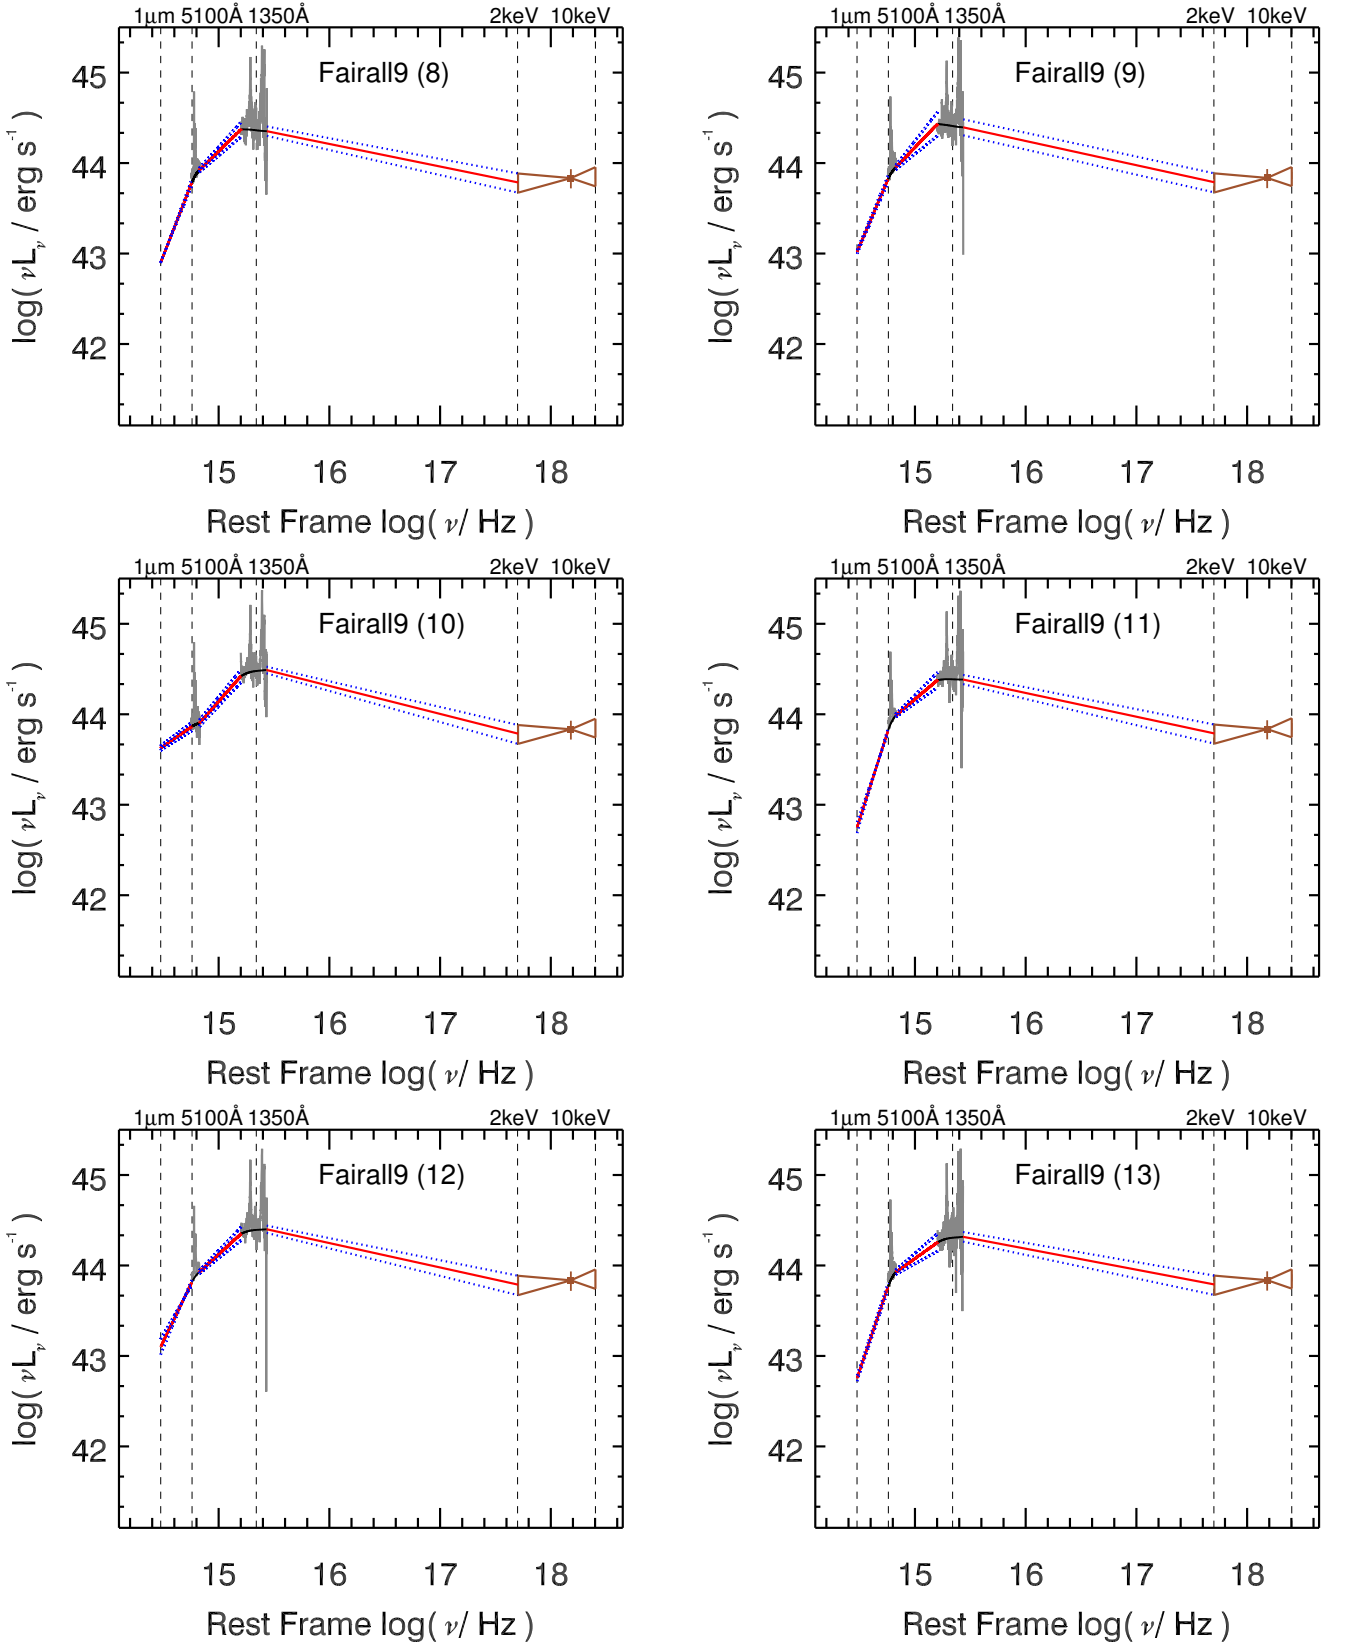 1μm 5100Å 1350Å 2keV 10keV
Fairall9 (8)
45
44
43
42
log( νLν / erg s-1 )
15 16 17 18
Rest Frame log( ν/ Hz )
1μm 5100Å 1350Å 2keV 10keV
Fairall9 (9)
45
44
43
42
log( νLν / erg s-1 )
15 16 17 18
Rest Frame log( ν/ Hz )
1μm 5100Å 1350Å 2keV 10keV
Fairall9 (10)
45
44
43
42
log( νLν / erg s-1 )
15 16 17 18
Rest Frame log( ν/ Hz )
1μm 5100Å 1350Å 2keV 10keV
Fairall9 (11)
45
44
43
42
log( νLν / erg s-1 )
15 16 17 18
Rest Frame log( ν/ Hz )
1μm 5100Å 1350Å 2keV 10keV
Fairall9 (12)
45
44
43
42
log( νLν / erg s-1 )
15 16 17 18
Rest Frame log( ν/ Hz )
1μm 5100Å 1350Å 2keV 10keV
Fairall9 (13)
45
44
43
42
log( νLν / erg s-1 )
15 16 17 18
Rest Frame log( ν/ Hz )